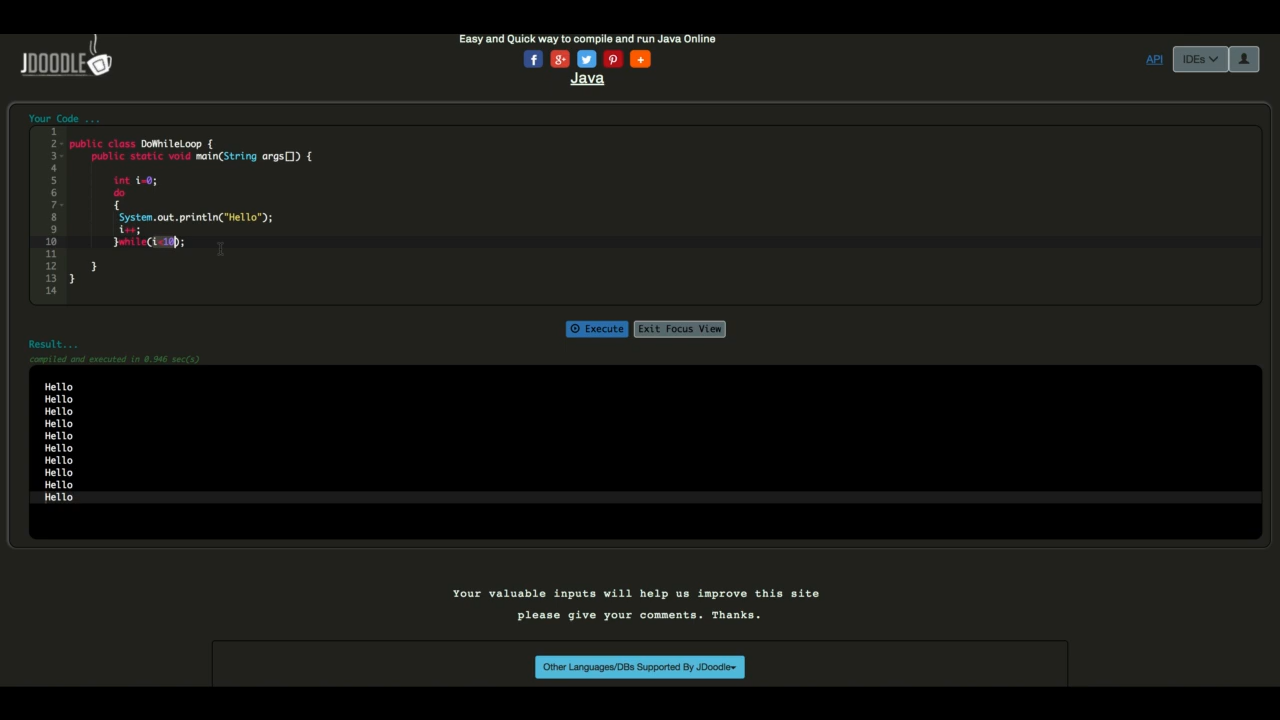 Easy and Quick way to compile and run Java Online
JDOODLE
API
IDEs
Java
Your Code ...
1
2 public class DoWhileLoop {
3 public static void main(String args[]) {
4
5 int i=0;
6 do
7 {
8 System.out.println("Hello");
9 i++;
10 }while(i<10);
11
12 }
13 }
14
Execute
Exit Focus View
Result...
compiled and executed in 0.946 sec(s)
Hello
Hello
Hello
Hello
Hello
Hello
Hello
Hello
Hello
Hello
Your valuable inputs will help us improve this site
please give your comments. Thanks.
Other Languages/DBs Supported By JDoodle